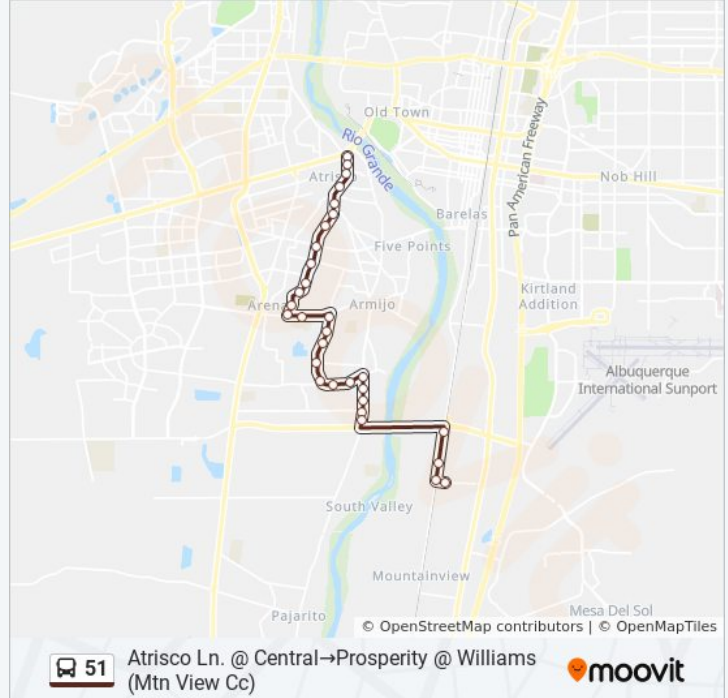 Old Town
Rio Grande
Pan American Freeway
Nob Hill
Barelas
Five Points
Kirtland
Addition
Armijo
Albuquerque
International Sunport
South Valley
Mountainview
Mesa Del Sol
Pajarito
© OpenStreetMap contributors | © OpenMapTiles
51
Atrisco Ln. @ Central→Prosperity @ Williams
(Mtn View Cc)
moovit